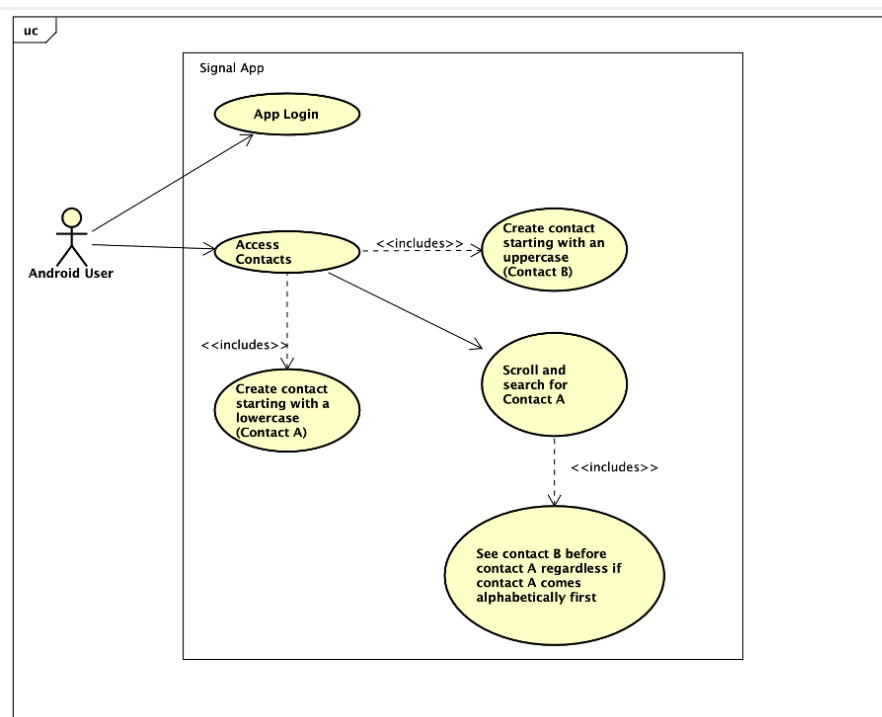 uc
Signal App
App Login
Android User
Access
Contacts
<<includes>>
Create contact
starting with an
uppercase
(Contact B)
<<includes>>
Create contact
starting with a
lowercase
(Contact A)
Scroll and
search for
Contact A
<<includes>>
See contact B before
contact A regardless if
contact A comes
alphabetically first